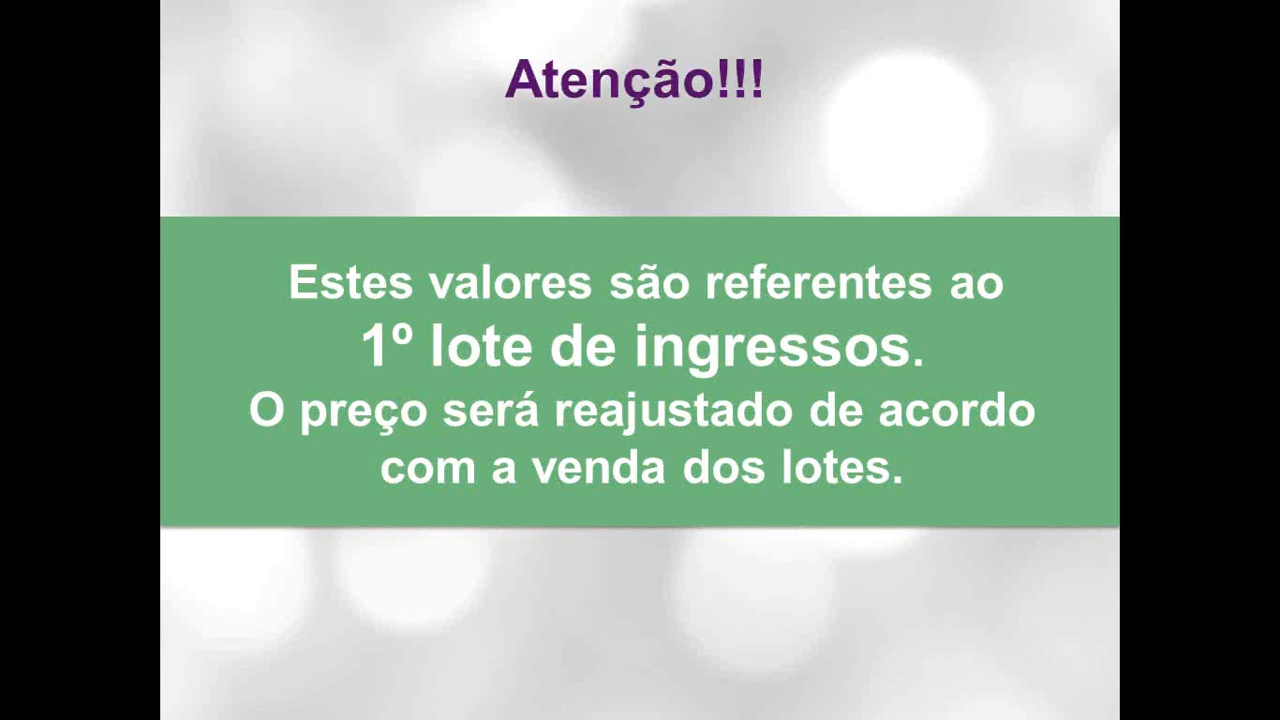 Atenção!!!
Estes valores são referentes ao
1º lote de ingressos.
O preço será reajustado de acordo
com a venda dos lotes.